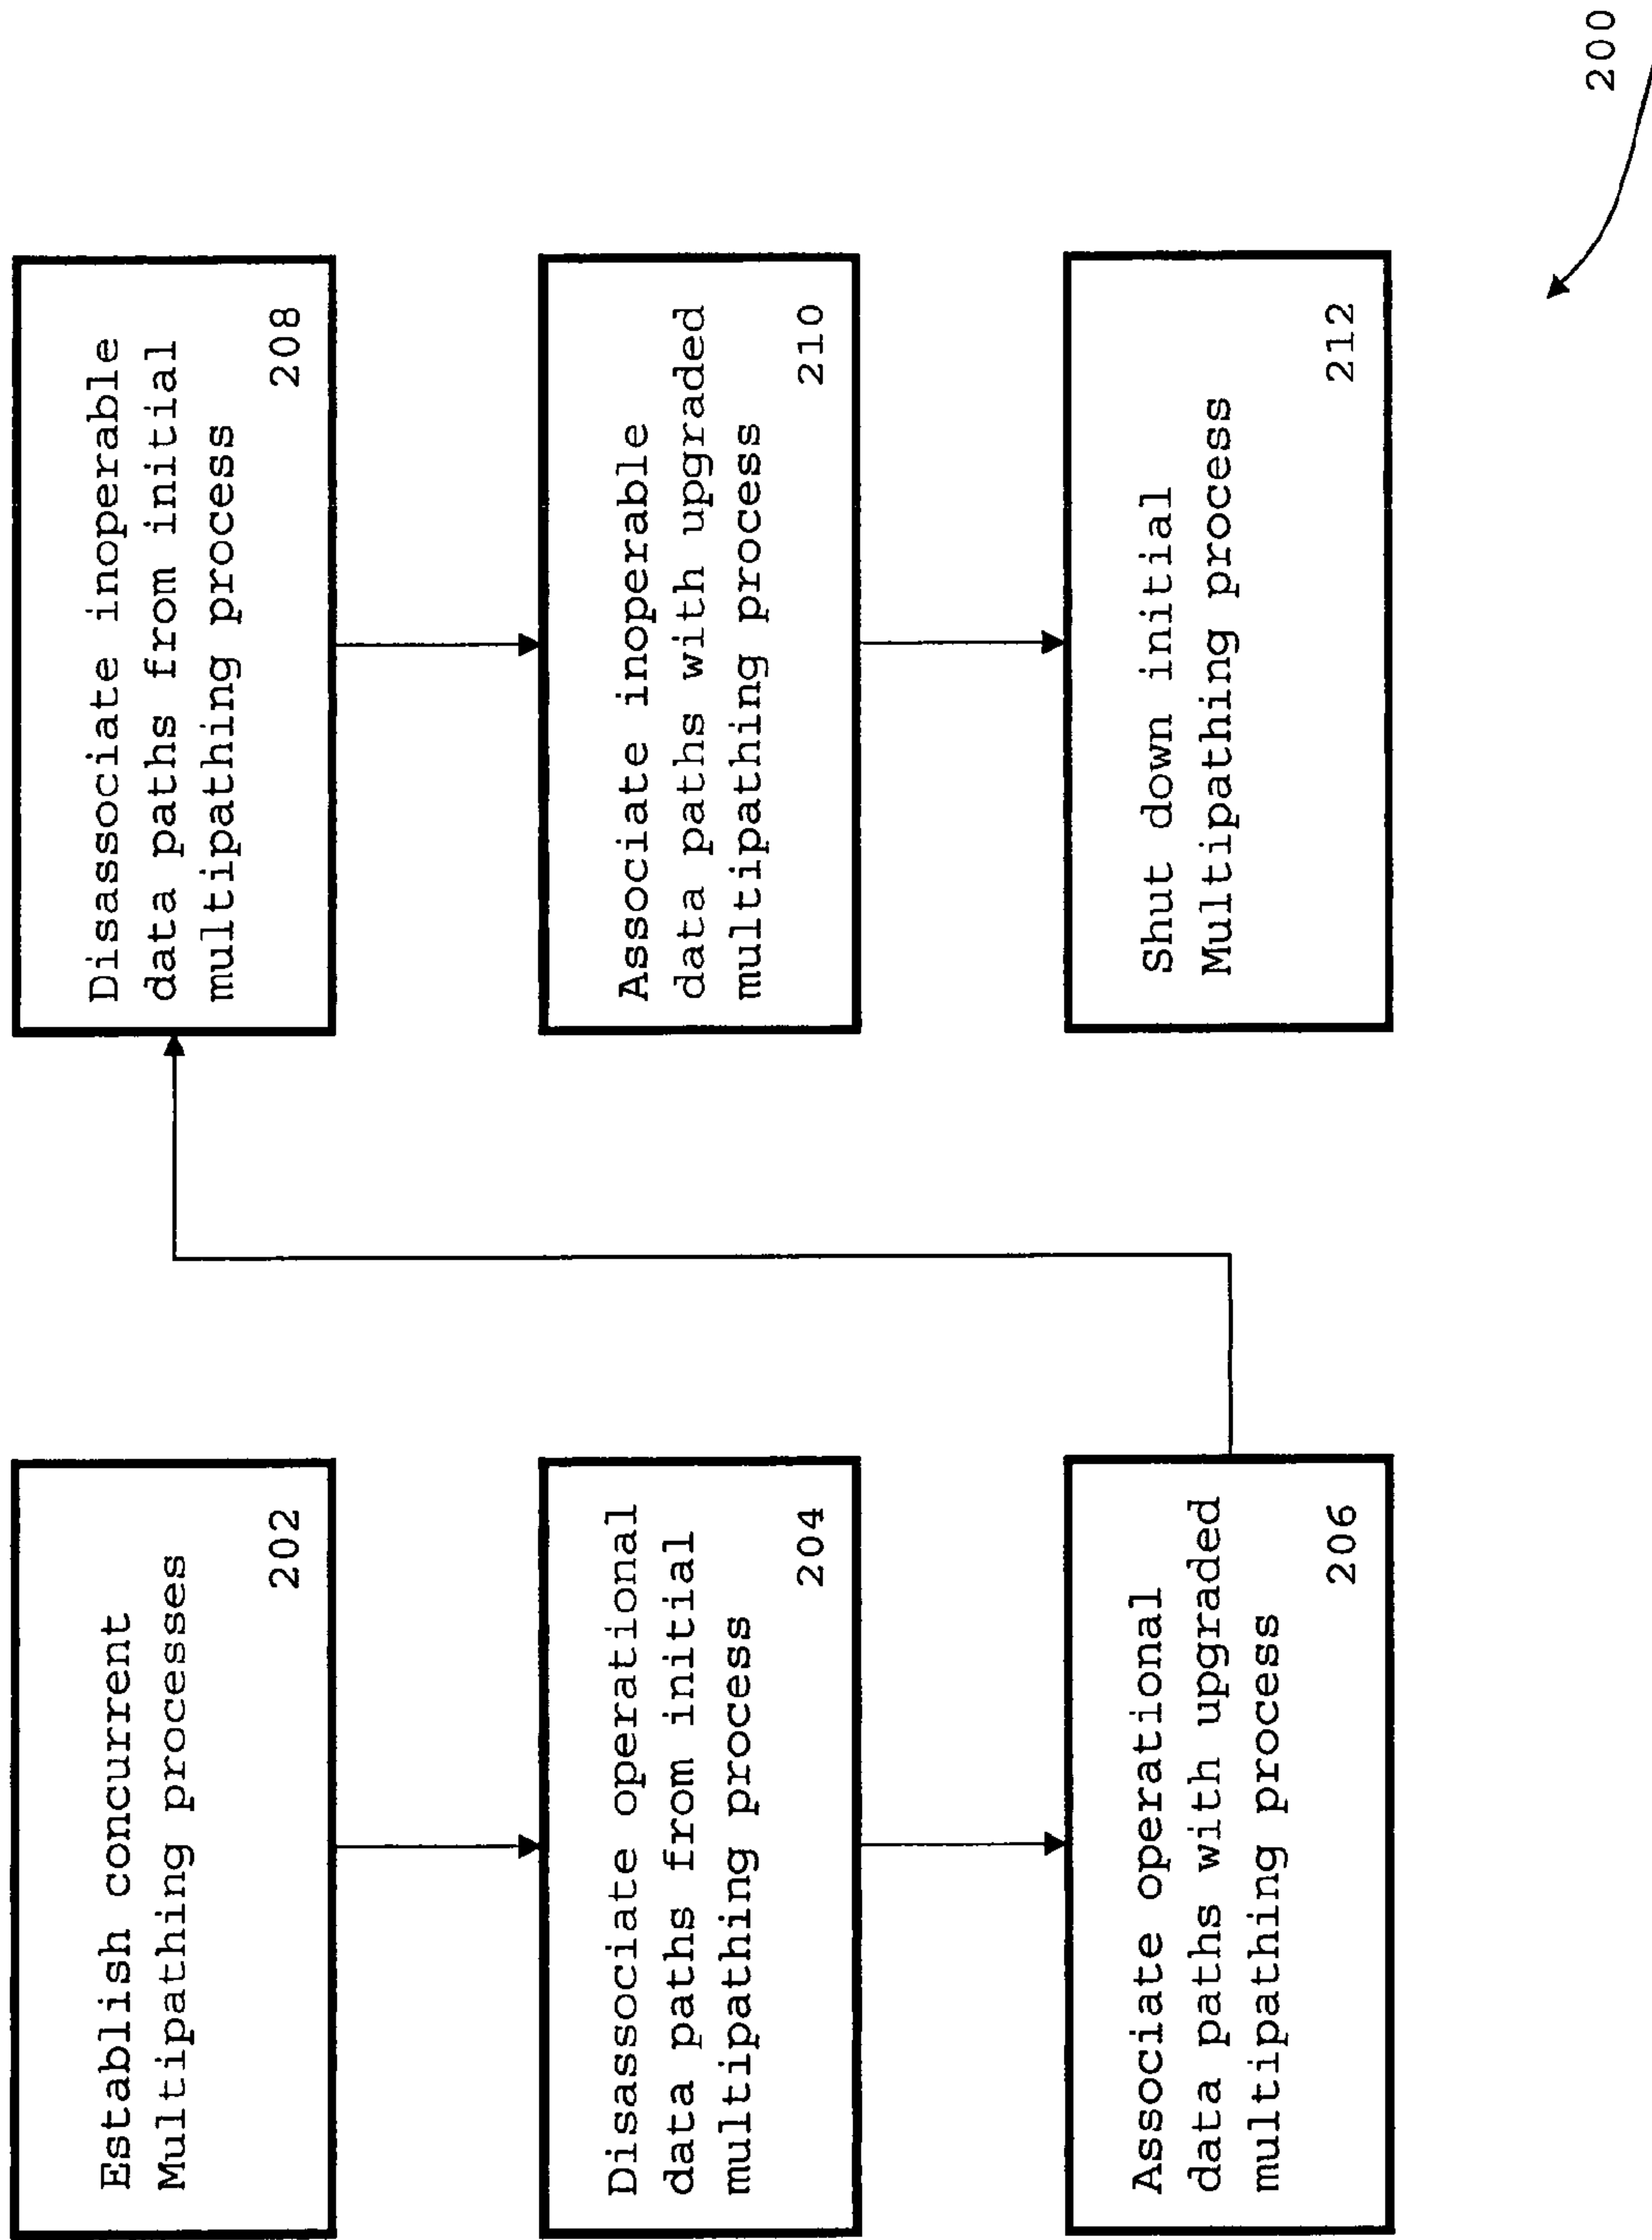 Establish concurrent
Multipathing processes
202
Disassociate operational
data paths from initial
multipathing process
204
Associate operational
data paths with upgraded
multipathing process
206
Disassociate inoperable
data paths from initial
multipathing process
208
Associate inoperable
data paths with upgraded
multipathing process
210
Shut down initial
Multipathing process
212
200